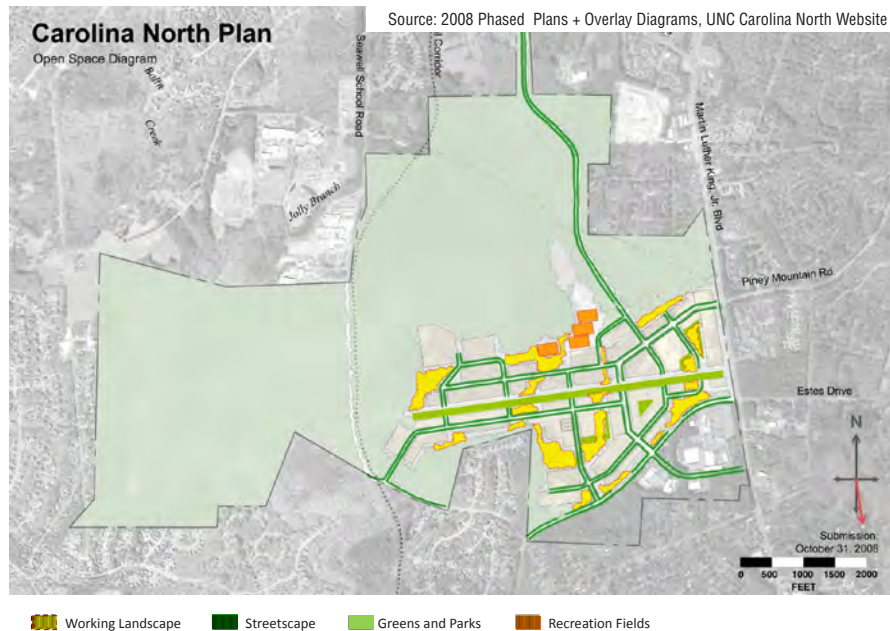 Source: 2008 Phased Plans + Overlay Diagrams, UNC Carolina North Website
Carolina North Plan
Open Space Diagram
Seawell School Road
Corridor
Creek
Jolly Branch
Martin Luther King, Jr. Blvd
Piney Mountain Rd.
Estes Drive
N
Submission:
October 31, 2008
0 500 1000 1500 2000
FEET
Working Landscape
Streetscape
Greens and Parks
Recreation Fields